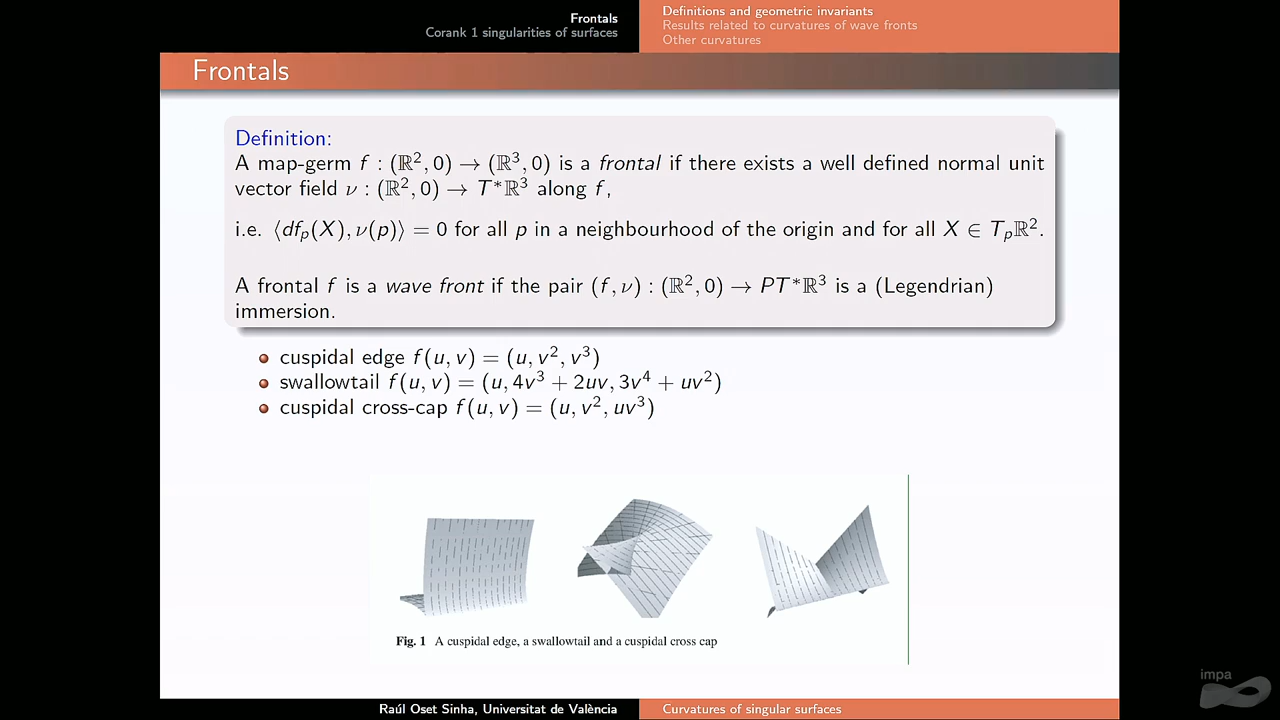 Frontals
Corank 1 singularities of surfaces
Definitions and geometric invariants
Results related to curvatures of wave fronts
Other curvatures
Frontals
Definition:
A map-germ f : (ℝ², 0) → (ℝ³, 0) is a frontal if there exists a well defined normal unit
vector field ν : (ℝ², 0) → T*ℝ³ along f,
i.e. ⟨df_p(X), ν(p)⟩ = 0 for all p in a neighbourhood of the origin and for all X ∈ T_pℝ².
A frontal f is a wave front if the pair (f, ν) : (ℝ², 0) → PT*ℝ³ is a (Legendrian)
immersion.
cuspidal edge f(u, v) = (u, v², v³)
swallowtail f(u, v) = (u, 4v³ + 2uv, 3v⁴ + uv²)
cuspidal cross-cap f(u, v) = (u, v², uv³)
Fig. 1 A cuspidal edge, a swallowtail and a cuspidal cross cap
impa
Raúl Oset Sinha, Universitat de València
Curvatures of singular surfaces